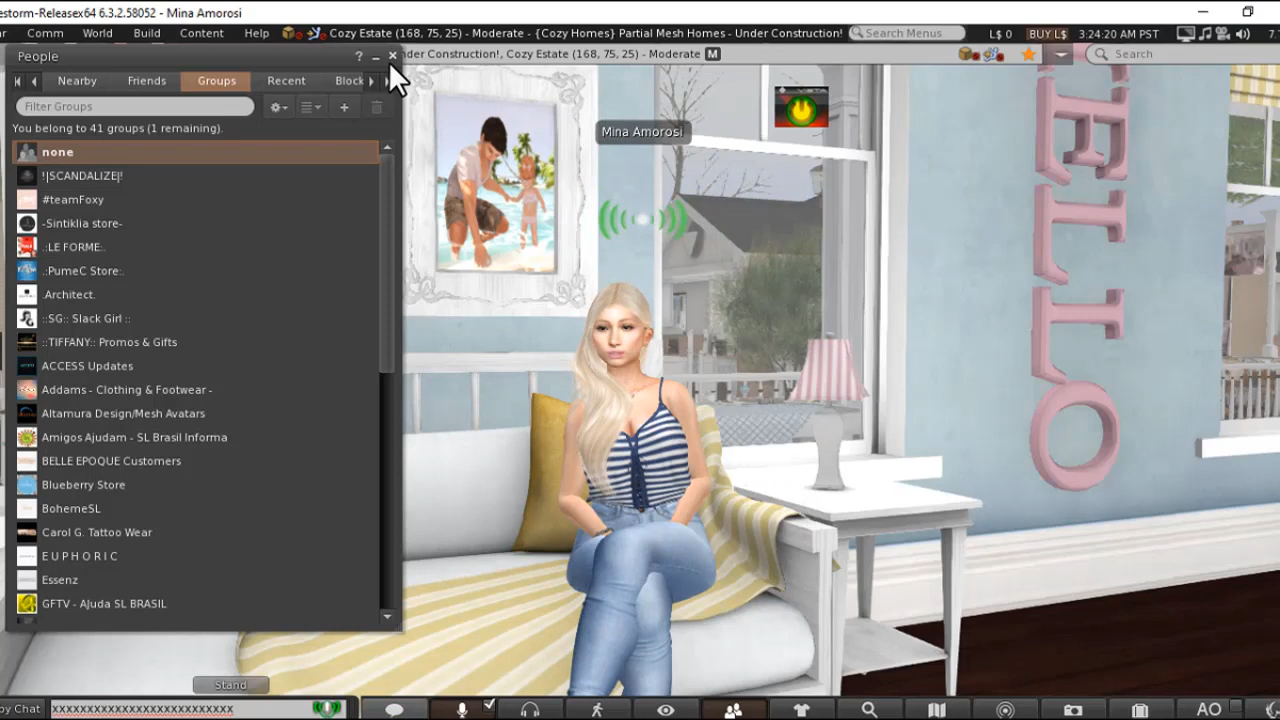 estorm-Releasex64 6.3.2.58052 - Mina Amorosi
ar Comm World Build Content Help Cozy Estate (168, 75, 25) - Moderate - {Cozy Homes} Partial Mesh Homes - Under Construction! Search Menus L$ 0 BUY L$ 3:24:20 AM PST
People ? nder Construction!, Cozy Estate (168, 75, 25) - Moderate M Search
Nearby Friends Groups Recent Block
Filter Groups
You belong to 41 groups (1 remaining).
none
!|SCANDALIZE|!
#teamFoxy
-Sintiklia store-
.:LE FORME:.
.:PumeC Store:.
.Architect.
::SG:: Slack Girl ::
::TIFFANY:: Promos & Gifts
ACCESS Updates
Addams - Clothing & Footwear -
Altamura Design/Mesh Avatars
Amigos Ajudam - SL Brasil Informa
BELLE EPOQUE Customers
Blueberry Store
BohemeSL
Carol G. Tattoo Wear
E U P H O R I C
Essenz
GFTV - AJuda SL BRASIL
VISTA
Mina Amorosi
ELLO
Stand
by Chat xxxxxxxxxxxxxxxxxxxxxxxxxx AO